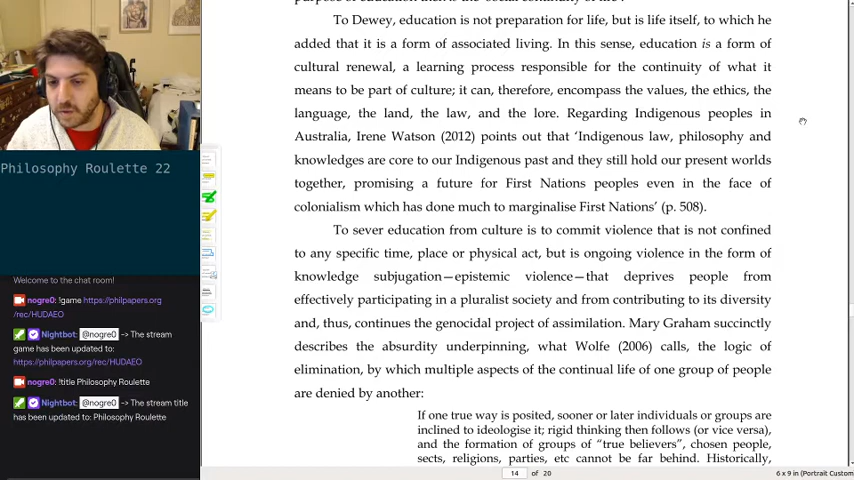 To Dewey, education is not preparation for life, but is life itself, to which he
added that it is a form of associated living. In this sense, education is a form of
cultural renewal, a learning process responsible for the continuity of what it
means to be part of culture; it can, therefore, encompass the values, the ethics, the
language, the land, the law, and the lore. Regarding Indigenous peoples in
Australia, Irene Watson (2012) points out that ‘Indigenous law, philosophy and
knowledges are core to our Indigenous past and they still hold our present worlds
together, promising a future for First Nations peoples even in the face of
colonialism which has done much to marginalise First Nations’ (p. 508).
To sever education from culture is to commit violence that is not confined
to any specific time, place or physical act, but is ongoing violence in the form of
knowledge subjugation—epistemic violence—that deprives people from
effectively participating in a pluralist society and from contributing to its diversity
and, thus, continues the genocidal project of assimilation. Mary Graham succinctly
describes the absurdity underpinning, what Wolfe (2006) calls, the logic of
elimination, by which multiple aspects of the continual life of one group of people
are denied by another:
If one true way is posited, sooner or later individuals or groups are
inclined to ideologise it; rigid thinking then follows (or vice versa),
and the formation of groups of “true believers”, chosen people,
sects, religions, parties, etc cannot be far behind. Historically,
14 of 20
6 x 9 in (Portrait Custom
Philosophy Roulette 22
Welcome to the chat room!
nogre0: !game https://philpapers.org
/rec/HUDAEO
Nightbot: @nogre0 -> The stream
game has been updated to:
https://philpapers.org/rec/HUDAEO
nogre0: !title Philosophy Roulette
Nightbot: @nogre0 -> The stream title
has been updated to: Philosophy Roulette